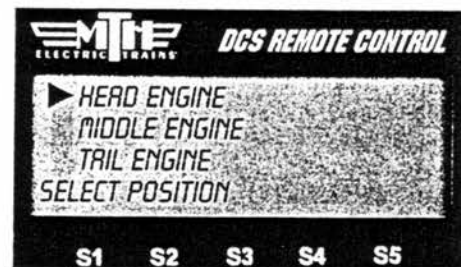 MTH
ELECTRIC TRAINS
DCS REMOTE CONTROL
HEAD ENGINE
MIDDLE ENGINE
TAIL ENGINE
SELECT POSITION
S1 S2 S3 S4 S5